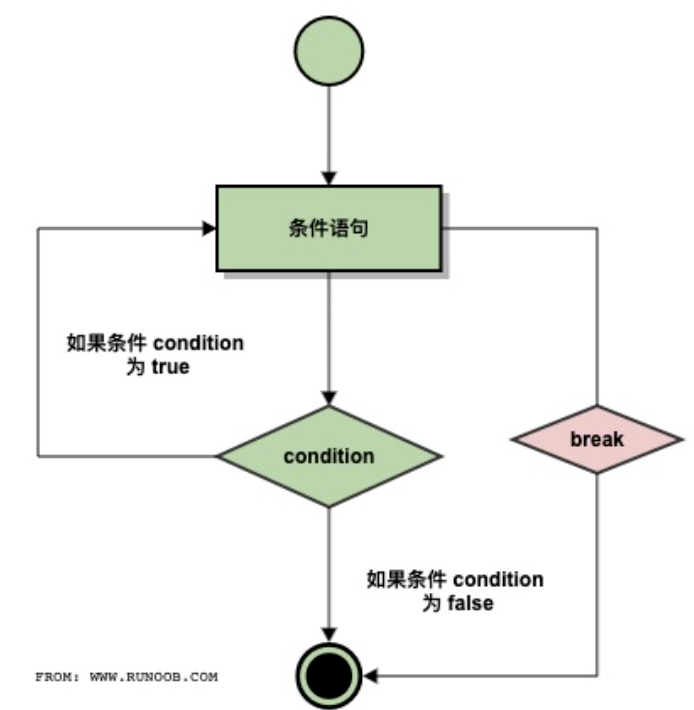 条件语句
如果条件 condition
为 true
condition
break
如果条件 condition
为 false
FROM: WWW.RUNOOB.COM